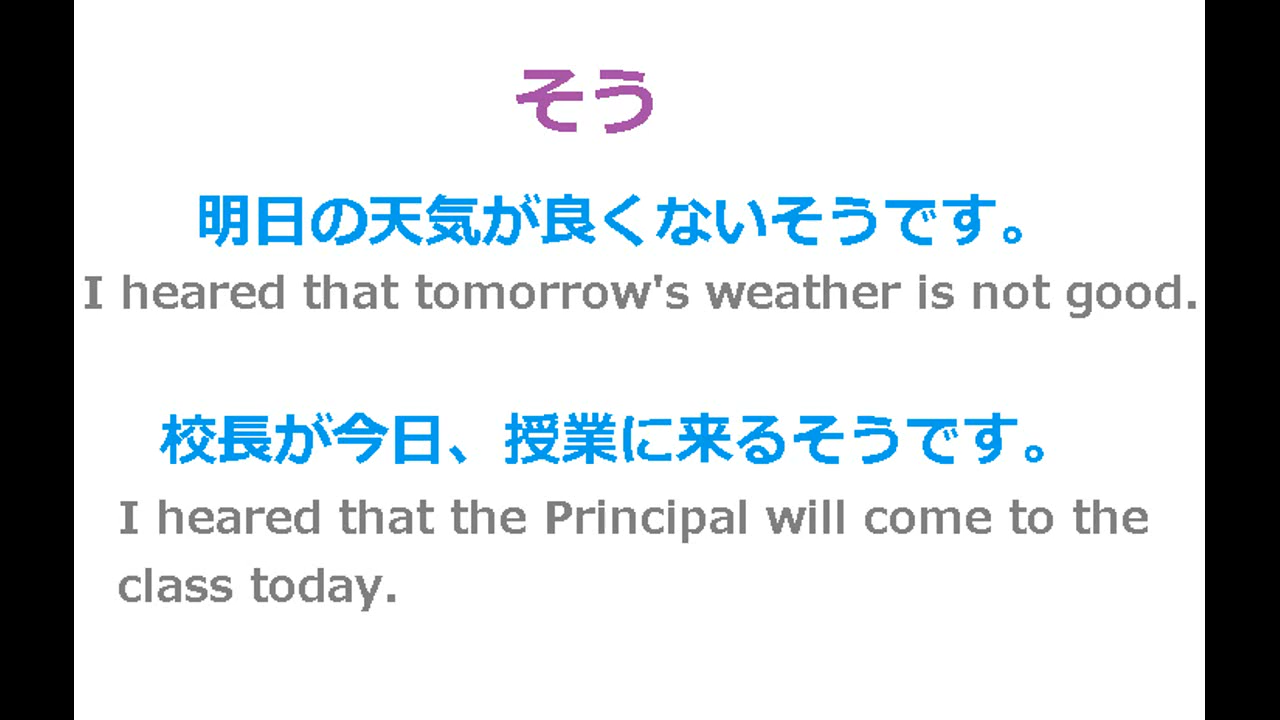 そう
明日の天気が良くないそうです。
I heared that tomorrow's weather is not good.
校長が今日、授業に来るそうです。
I heared that the Principal will come to the
class today.